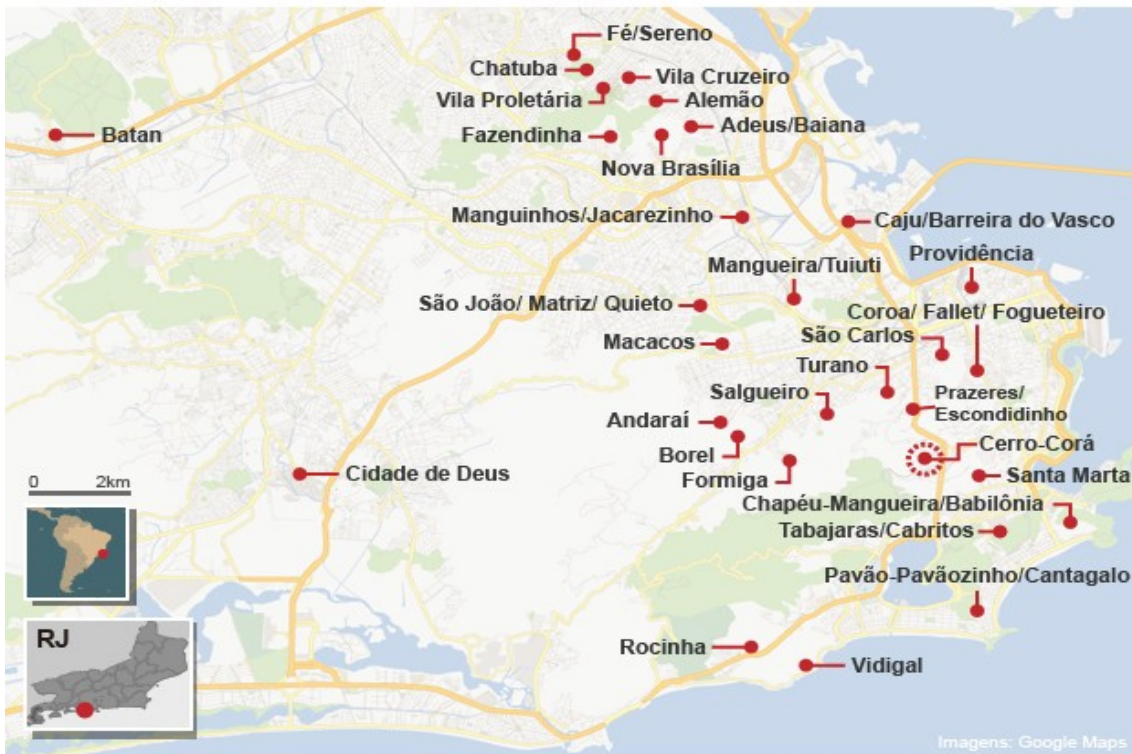 Fé/Sereno
Chatuba
Vila Cruzeiro
Vila Proletária
Alemão
Batan
Fazendinha
Adeus/Baiana
Nova Brasília
Manguinhos/Jacarezinho
Caju/Barreira do Vasco
Providência
Mangueira/Tuiuti
São João/ Matriz/ Quieto
Coroa/ Fallet/ Fogueteiro
São Carlos
Macacos
Turano
Salgueiro
Prazeres/
Escondidinho
Andaraí
Cerro-Corá
Borel
Cidade de Deus
Formiga
Santa Marta
0 2km
Chapéu-Mangueira/Babilônia
Tabajaras/Cabritos
Pavão-Pavãozinho/Cantagalo
RJ
Rocinha
Vidigal
Imagens: Google Maps